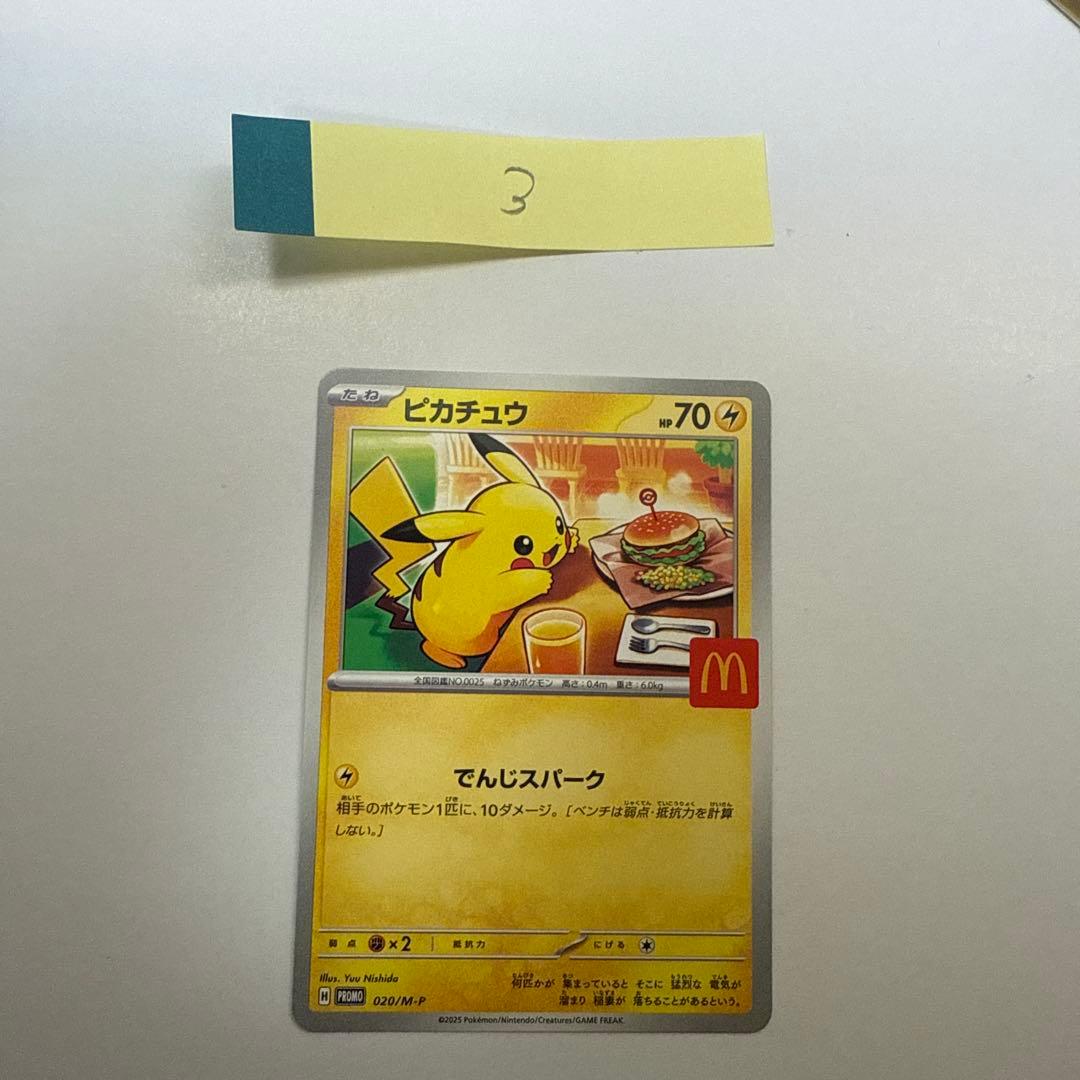 3
たね ピカチュウ HP70
全国図鑑NO.0025 ねずみポケモン 高さ：0.4m 重さ：6.0kg
M
でんじスパーク
相手のポケモン1匹に、10ダメージ。［ベンチは弱点・抵抗力を計算
しない。］
弱点 ×2 抵抗力 にげる
Illus. Yuu Nishida
何匹かが 集まっていると そこに 猛烈な 電気が
溜まり 稲妻が 落ちることがあるという。
H PROMO 020/M-P
©2025 Pokémon/Nintendo/Creatures/GAME FREAK.